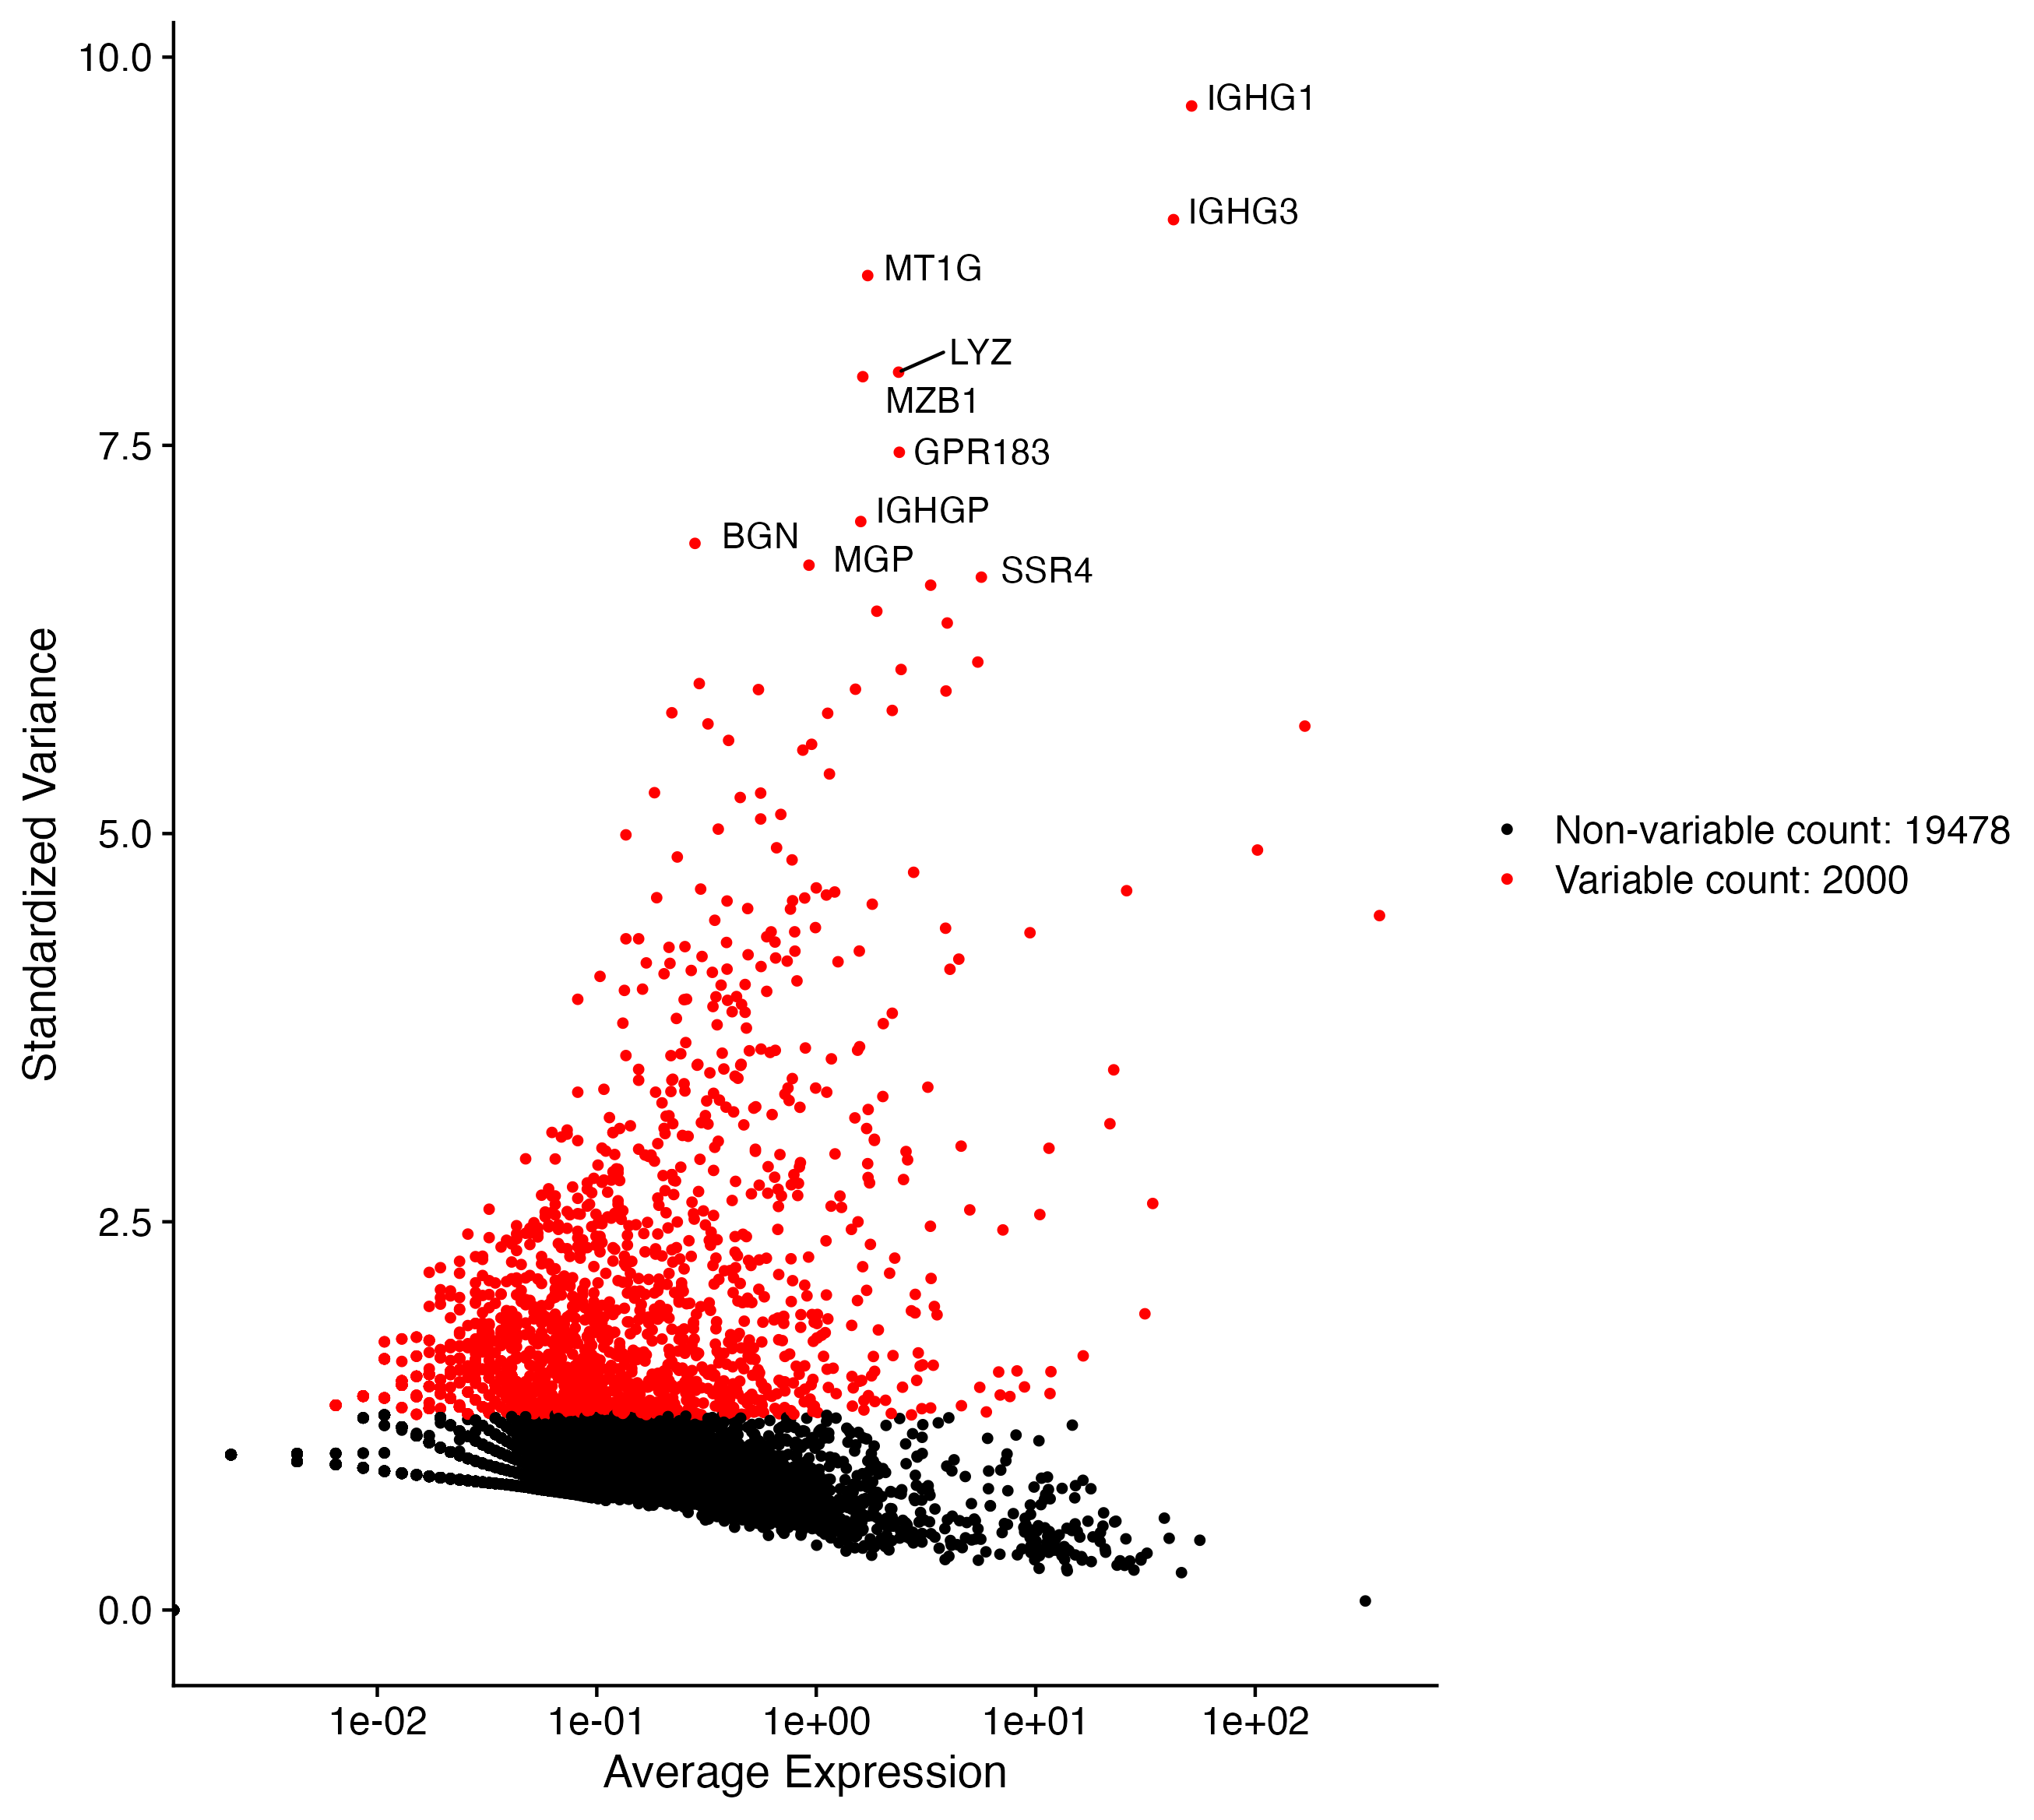 10.0
7.5
5.0
2.5
0.0
Standardized Variance
IGHG1
IGHG3
MT1G
LYZ
MZB1
GPR183
IGHGP
BGN
MGP
SSR4
Non-variable count: 19478
Variable count: 2000
1e-02
1e-01
1e+00
1e+01
1e+02
Average Expression